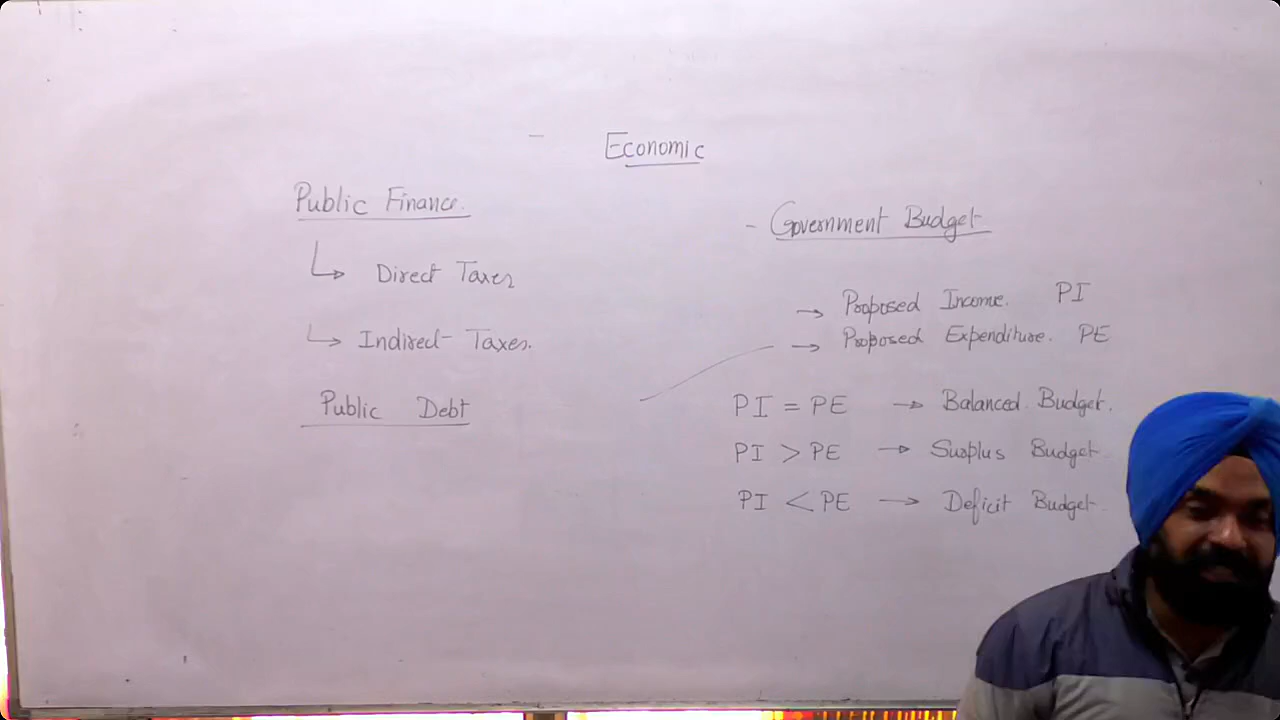 Economic
Public Finance.
Direct Taxes
Indirect Taxes.
Public Debt
- Government Budget
→ Proposed Income. PI
→ Proposed Expenditure. PE
PI = PE → Balanced Budget.
PI > PE → Surplus Budget
PI < PE → Deficit Budget.